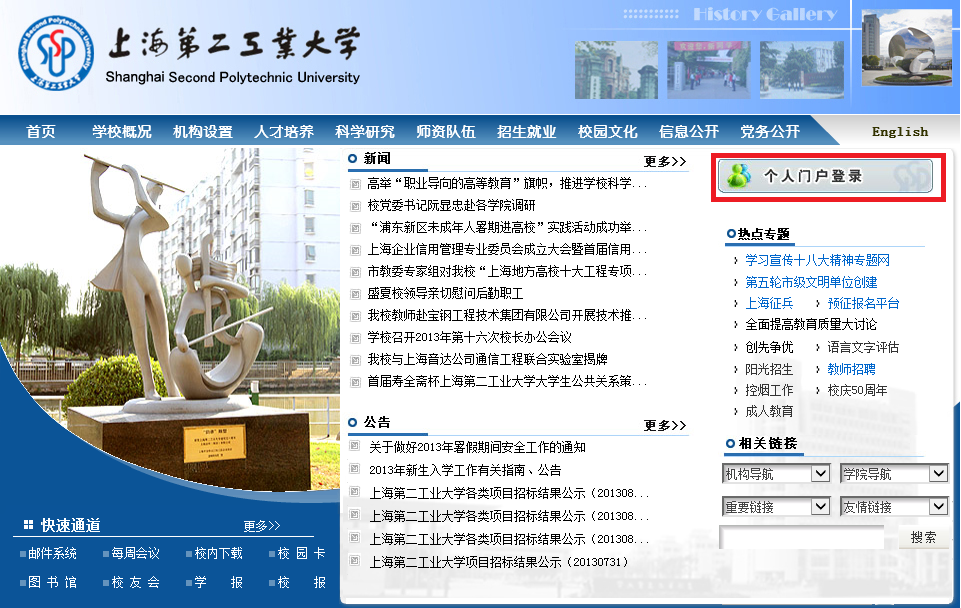 History Gallery
上海第二工業大学
Shanghai Second Polytechnic University
首页 学校概况 机构设置 人才培养 科学研究 师资队伍 招生就业 校园文化 信息公开 党务公开 English
新闻 更多>>
高举“职业导向的高等教育”旗帜，推进学校科学...
校党委书记阮显忠赴各学院调研
“浦东新区未成年人暑期进高校”实践活动成功举...
上海企业信用管理专业委员会成立大会暨首届信用...
市教委专家组对我校“上海地方高校十大工程专项...
盛夏校领导亲切慰问后勤职工
我校教师赴宝钢工程技术集团有限公司开展技术推...
学校召开2013年第十六次校长办公会议
我校与上海音达公司通信工程联合实验室揭牌
首届寿全斋杯上海第二工业大学大学生公共关系策...
公告 更多>>
关于做好2013年暑假期间安全工作的通知
2013年新生入学工作有关指南、公告
上海第二工业大学各类项目招标结果公示（201308...
上海第二工业大学各类项目招标结果公示（201308...
上海第二工业大学各类项目招标结果公示（201308...
上海第二工业大学项目招标结果公示（20130731）
个人门户登录
热点专题
学习宣传十八大精神专题网
第五轮市级文明单位创建
上海征兵 预征报名平台
全面提高教育质量大讨论
创先争优 语言文字评估
阳光招生 教师招聘
控烟工作 校庆50周年
成人教育
相关链接
机构导航 学院导航
重要链接 友情链接
搜索
快速通道 更多>>
邮件系统 每周会议 校内下载 校 园 卡
图 书 馆 校 友 会 学 报 校 报